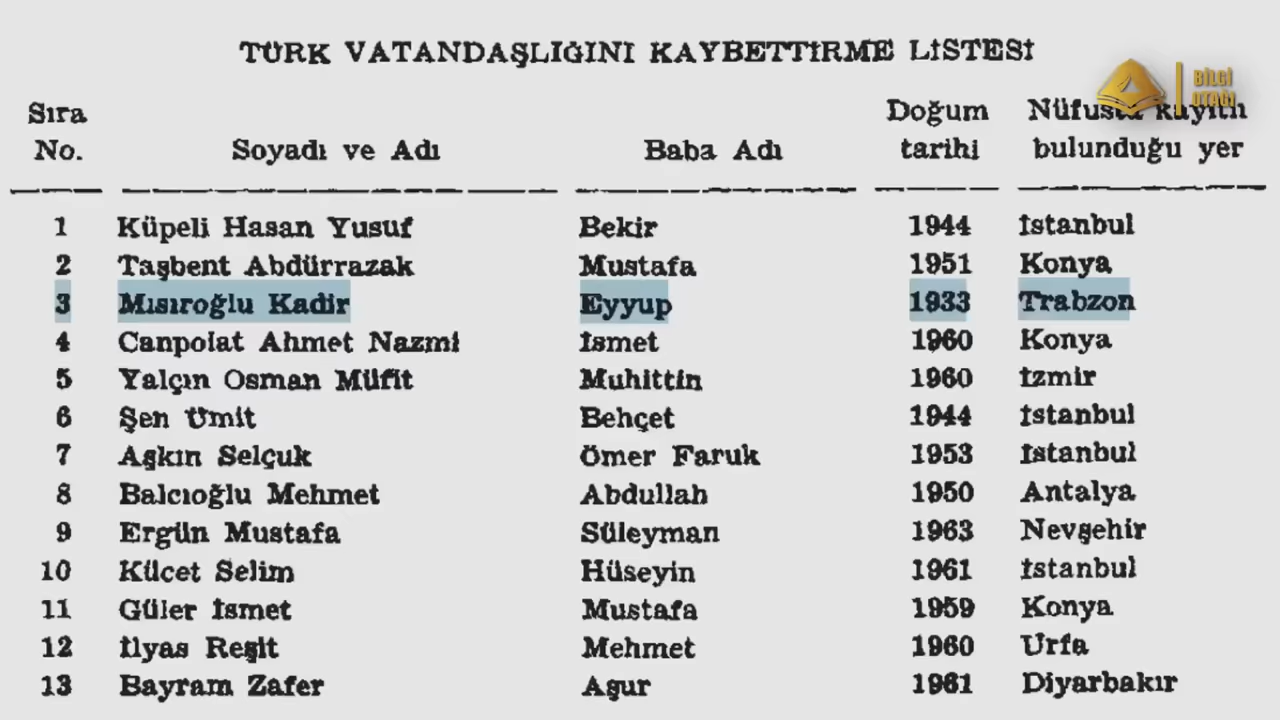 TÜRK VATANDAŞLIĞINI KAYBETTİRME LİSTESİ
BİLGİ
OTAĞI
Sıra No. Soyadı ve Adı Baba Adı Doğum tarihi Nüfusta kayıtlı bulunduğu yer
1 Küpeli Hasan Yusuf Bekir 1944 İstanbul
2 Taşbent Abdürrazak Mustafa 1951 Konya
3 Mısıroğlu Kadir Eyyup 1933 Trabzon
4 Canpolat Ahmet Nazmi İsmet 1960 Konya
5 Yalçın Osman Müfit Muhittin 1960 İzmir
6 Şen Ümit Behçet 1944 İstanbul
7 Aşkın Selçuk Ömer Faruk 1953 İstanbul
8 Balcıoğlu Mehmet Abdullah 1950 Antalya
9 Ergün Mustafa Süleyman 1963 Nevşehir
10 Kücet Selim Hüseyin 1961 İstanbul
11 Güler İsmet Mustafa 1959 Konya
12 İlyas Reşit Mehmet 1960 Urfa
13 Bayram Zafer Aşur 1961 Diyarbakır